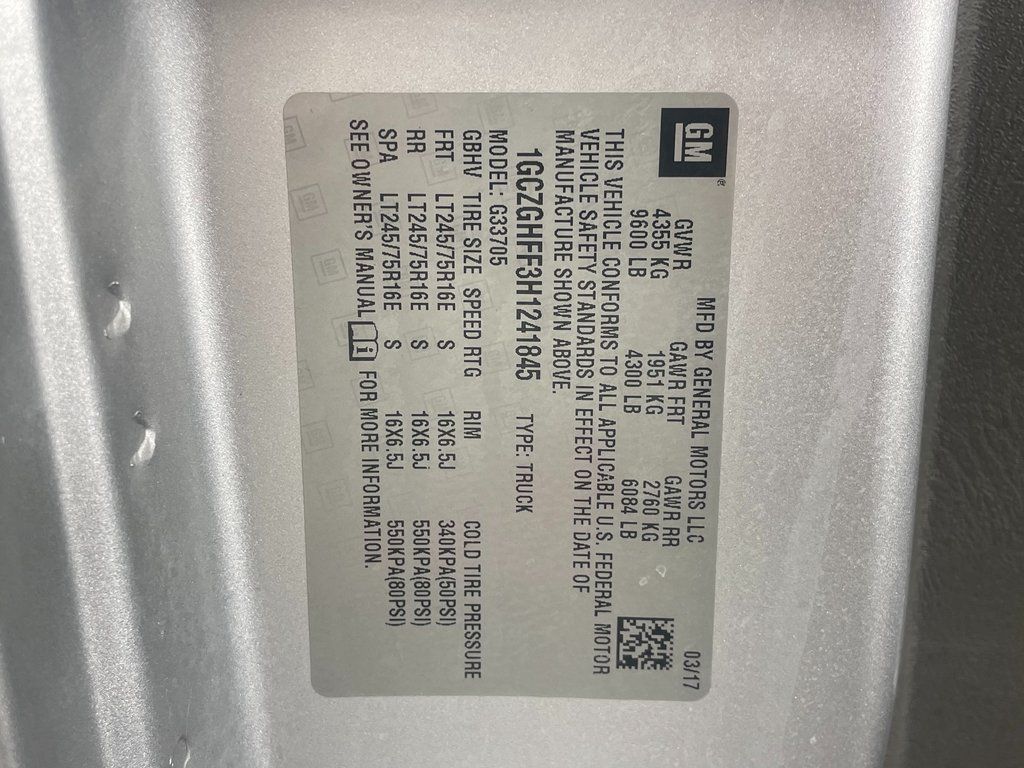 GM
MFD BY GENERAL MOTORS LLC 03/17
GVWR GAWR FRT GAWR RR
4355 KG 1951 KG 2760 KG
9600 LB 4300 LB 6084 LB
THIS VEHICLE CONFORMS TO ALL APPLICABLE U.S. FEDERAL MOTOR
VEHICLE SAFETY STANDARDS IN EFFECT ON THE DATE OF
MANUFACTURE SHOWN ABOVE.
1GCZGHFF3H1241845 TYPE: TRUCK
MODEL: G33705
GBHV TIRE SIZE SPEED RTG RIM COLD TIRE PRESSURE
FRT LT245/75R16E S 16X6.5J 340KPA(50PSI)
RR LT245/75R16E S 16X6.5J 550KPA(80PSI)
SPA LT245/75R16E S 16X6.5J 550KPA(80PSI)
SEE OWNER'S MANUAL i FOR MORE INFORMATION.